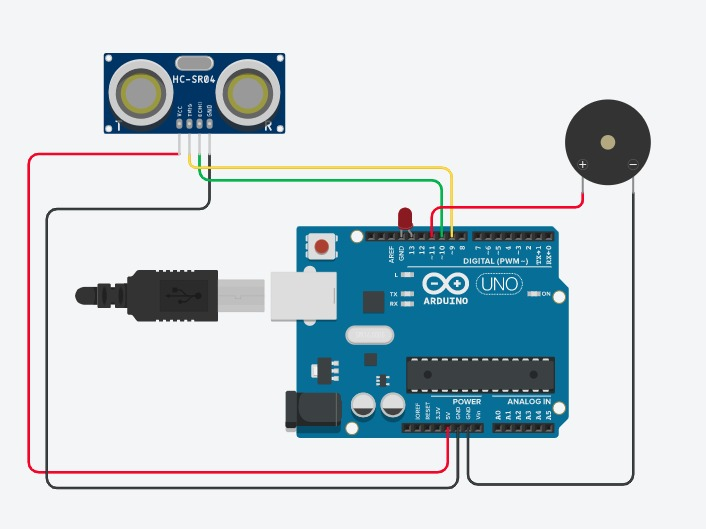 HC-SR04
T
R
VCC
TRIG
ECHO
GND
+
−
AREF
GND
13
12
~11
~10
~9
8
7
~6
~5
4
~3
2
TX→1
RX←0
DIGITAL (PWM~)
L
TX
RX
ARDUINO
UNO
ON
POWER
ANALOG IN
IOREF
RESET
3.3V
5V
GND
GND
Vin
A0
A1
A2
A3
A4
A5